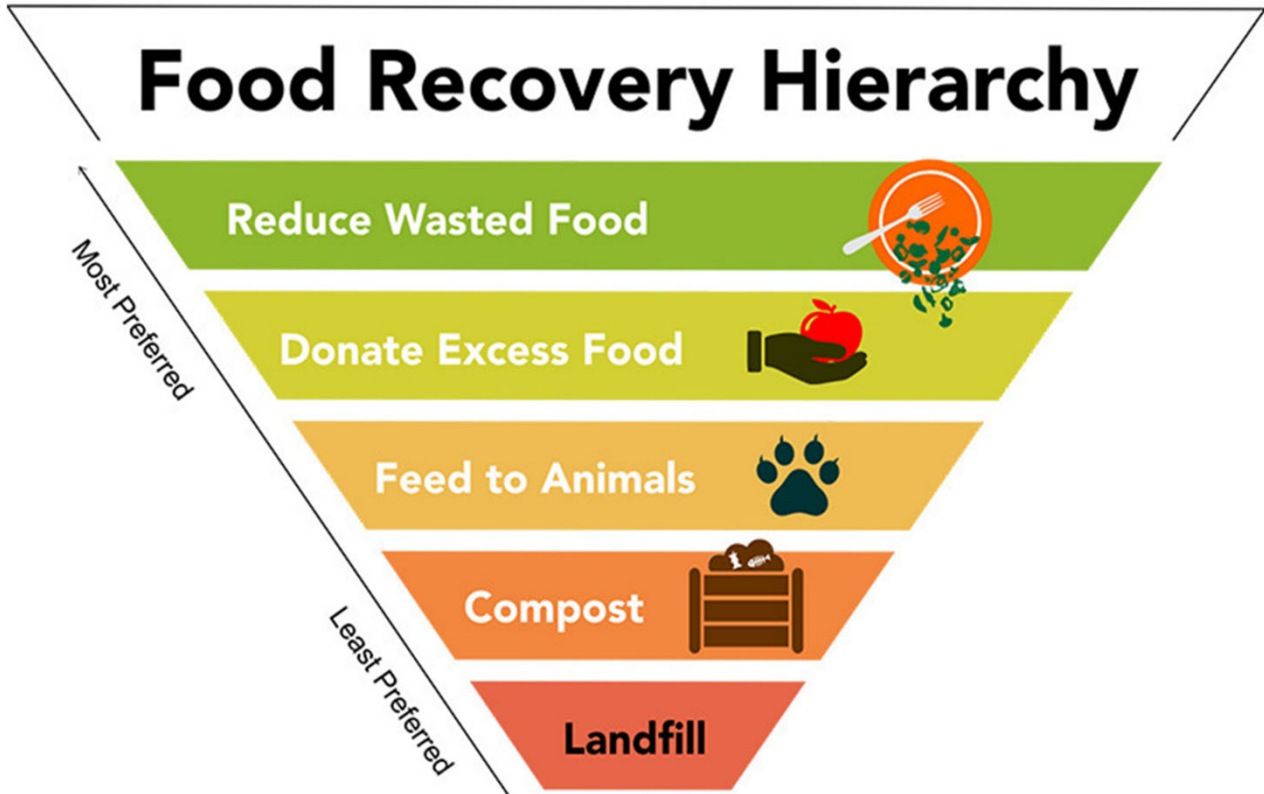 Food Recovery Hierarchy
Reduce Wasted Food
Most Preferred
Donate Excess Food
Feed to Animals
Compost
Least Preferred
Landfill